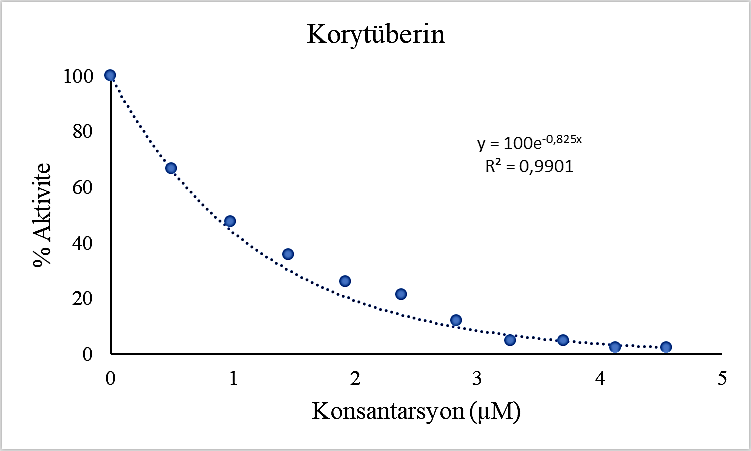 Korytüberin
100
80
60
40
20
0
% Aktivite
y = 100e^-0,825x
R² = 0,9901
0 1 2 3 4 5
Konsantarsyon (µM)